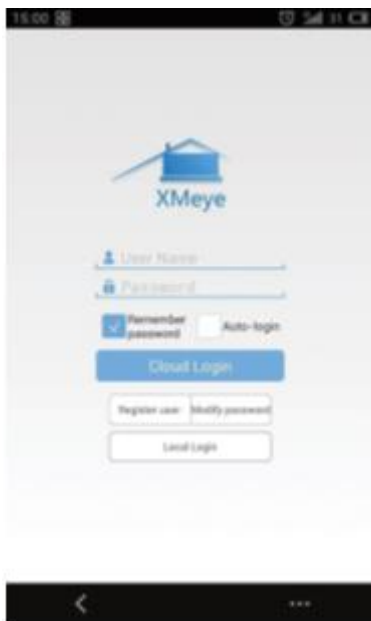 15:00
XMeye
User Name
Password
Remember password
Auto-login
Cloud Login
Register user
Modify password
Local Login